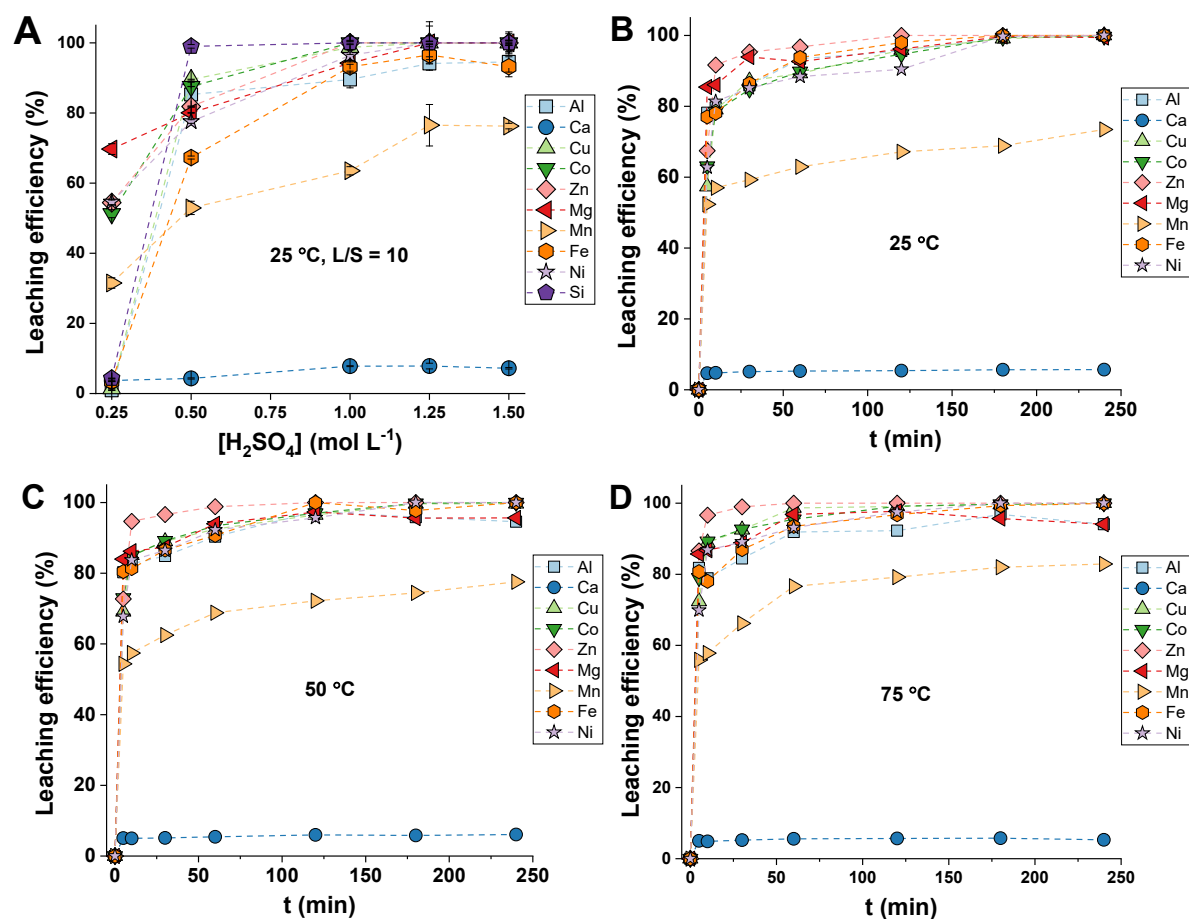 A
Leaching efficiency (%)
100
80
60
40
20
0
0.25 0.50 0.75 1.00 1.25 1.50
[H₂SO₄] (mol L⁻¹)
25 ºC, L/S = 10
Al
Ca
Cu
Co
Zn
Mg
Mn
Fe
Ni
Si
B
Leaching efficiency (%)
100
80
60
40
20
0
0 50 100 150 200 250
t (min)
25 ºC
Al
Ca
Cu
Co
Zn
Mg
Mn
Fe
Ni
C
Leaching efficiency (%)
100
80
60
40
20
0
0 50 100 150 200 250
t (min)
50 ºC
Al
Ca
Cu
Co
Zn
Mg
Mn
Fe
Ni
D
Leaching efficiency (%)
100
80
60
40
20
0
0 50 100 150 200 250
t (min)
75 ºC
Al
Ca
Cu
Co
Zn
Mg
Mn
Fe
Ni